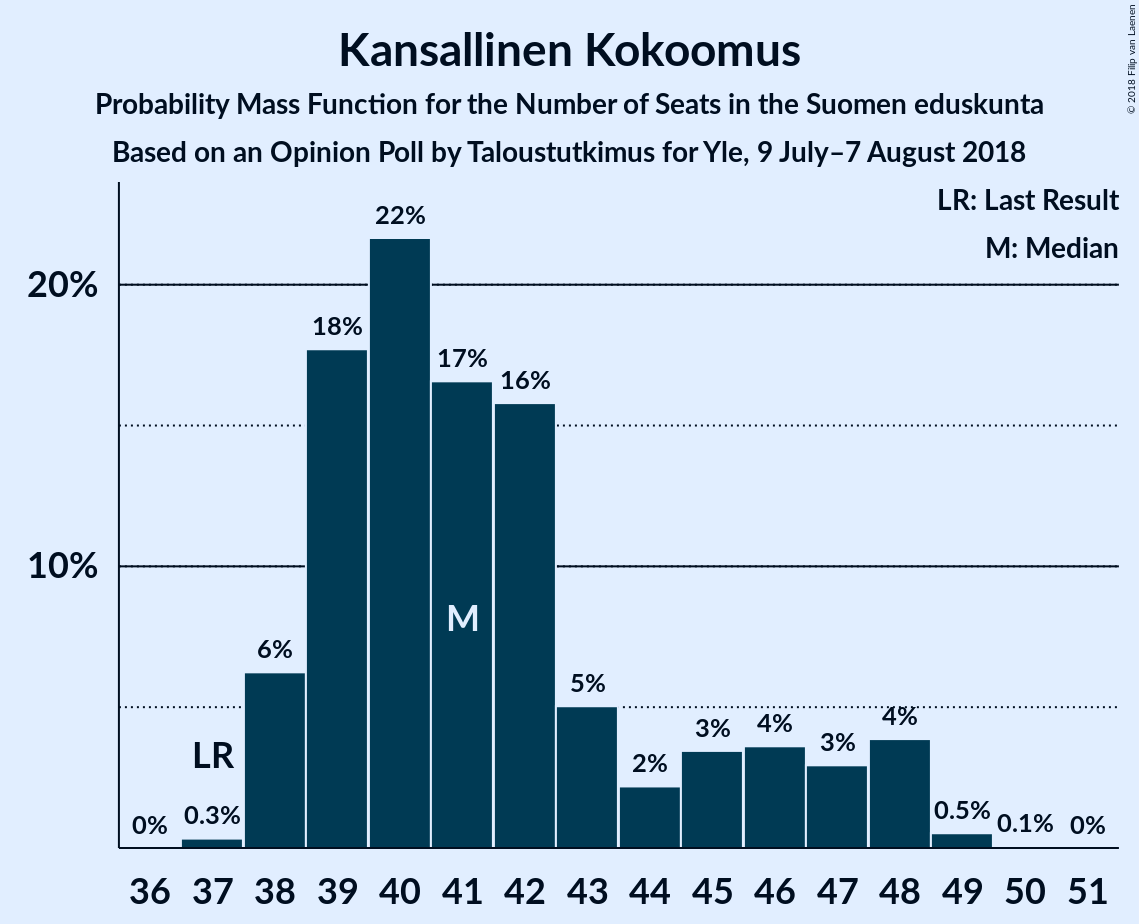 Kansallinen Kokoomus
Probability Mass Function for the Number of Seats in the Suomen eduskunta
Based on an Opinion Poll by Taloustutkimus for Yle, 9 July–7 August 2018
© 2018 Filip van Laenen
LR: Last Result
M: Median
20%
10%
0%
0.3%
6%
18%
22%
17%
16%
5%
2%
3%
4%
3%
4%
0.5%
0.1%
0%
LR
M
36 37 38 39 40 41 42 43 44 45 46 47 48 49 50 51